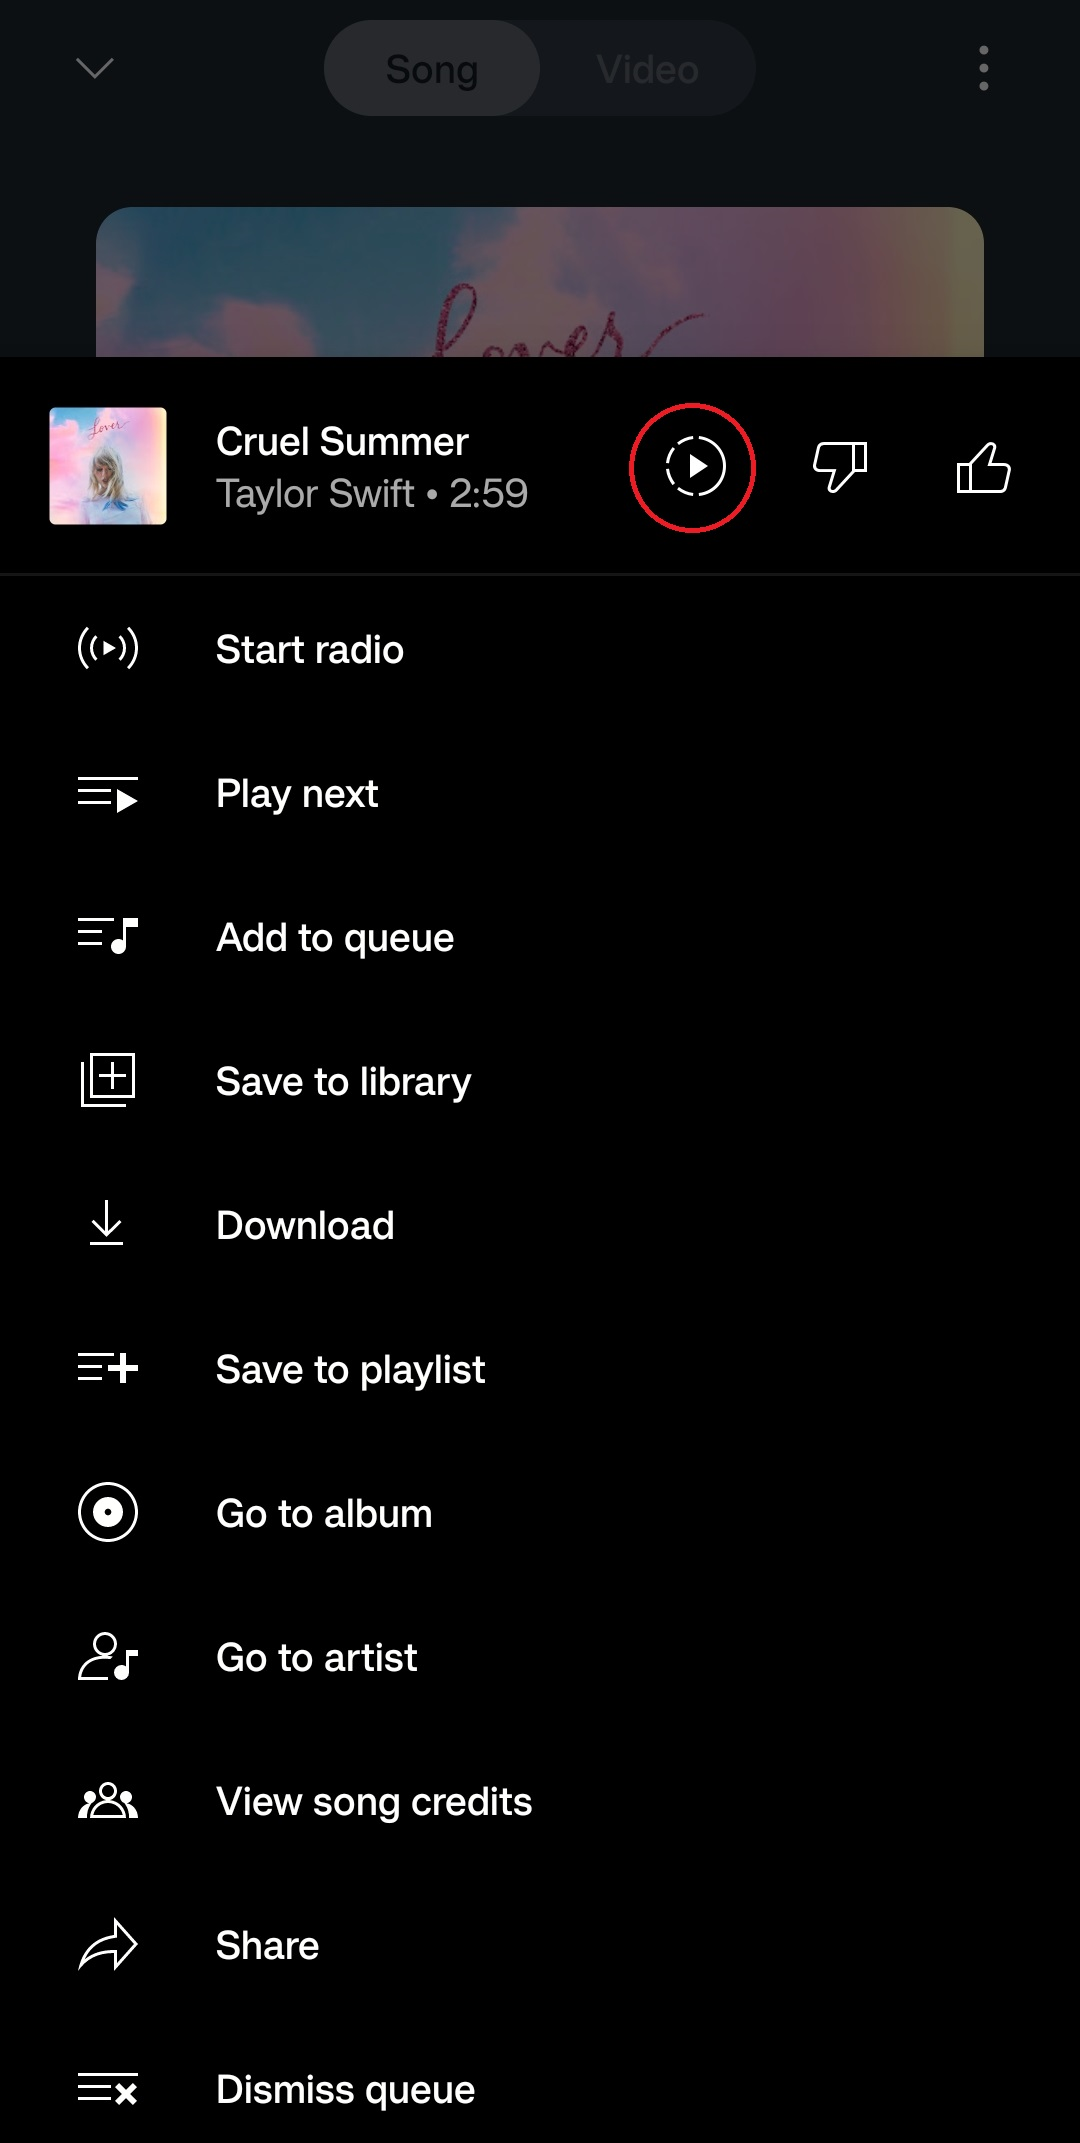 Song Video
Lover
Lover
Cruel Summer
Taylor Swift • 2:59
Start radio
Play next
Add to queue
Save to library
Download
Save to playlist
Go to album
Go to artist
View song credits
Share
Dismiss queue